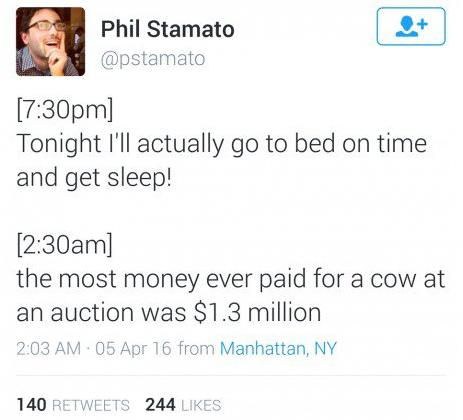 Phil Stamato
@pstamato
[7:30pm]
Tonight I'll actually go to bed on time
and get sleep!
[2:30am]
the most money ever paid for a cow at
an auction was $1.3 million
2:03 AM · 05 Apr 16 from Manhattan, NY
140 RETWEETS 244 LIKES